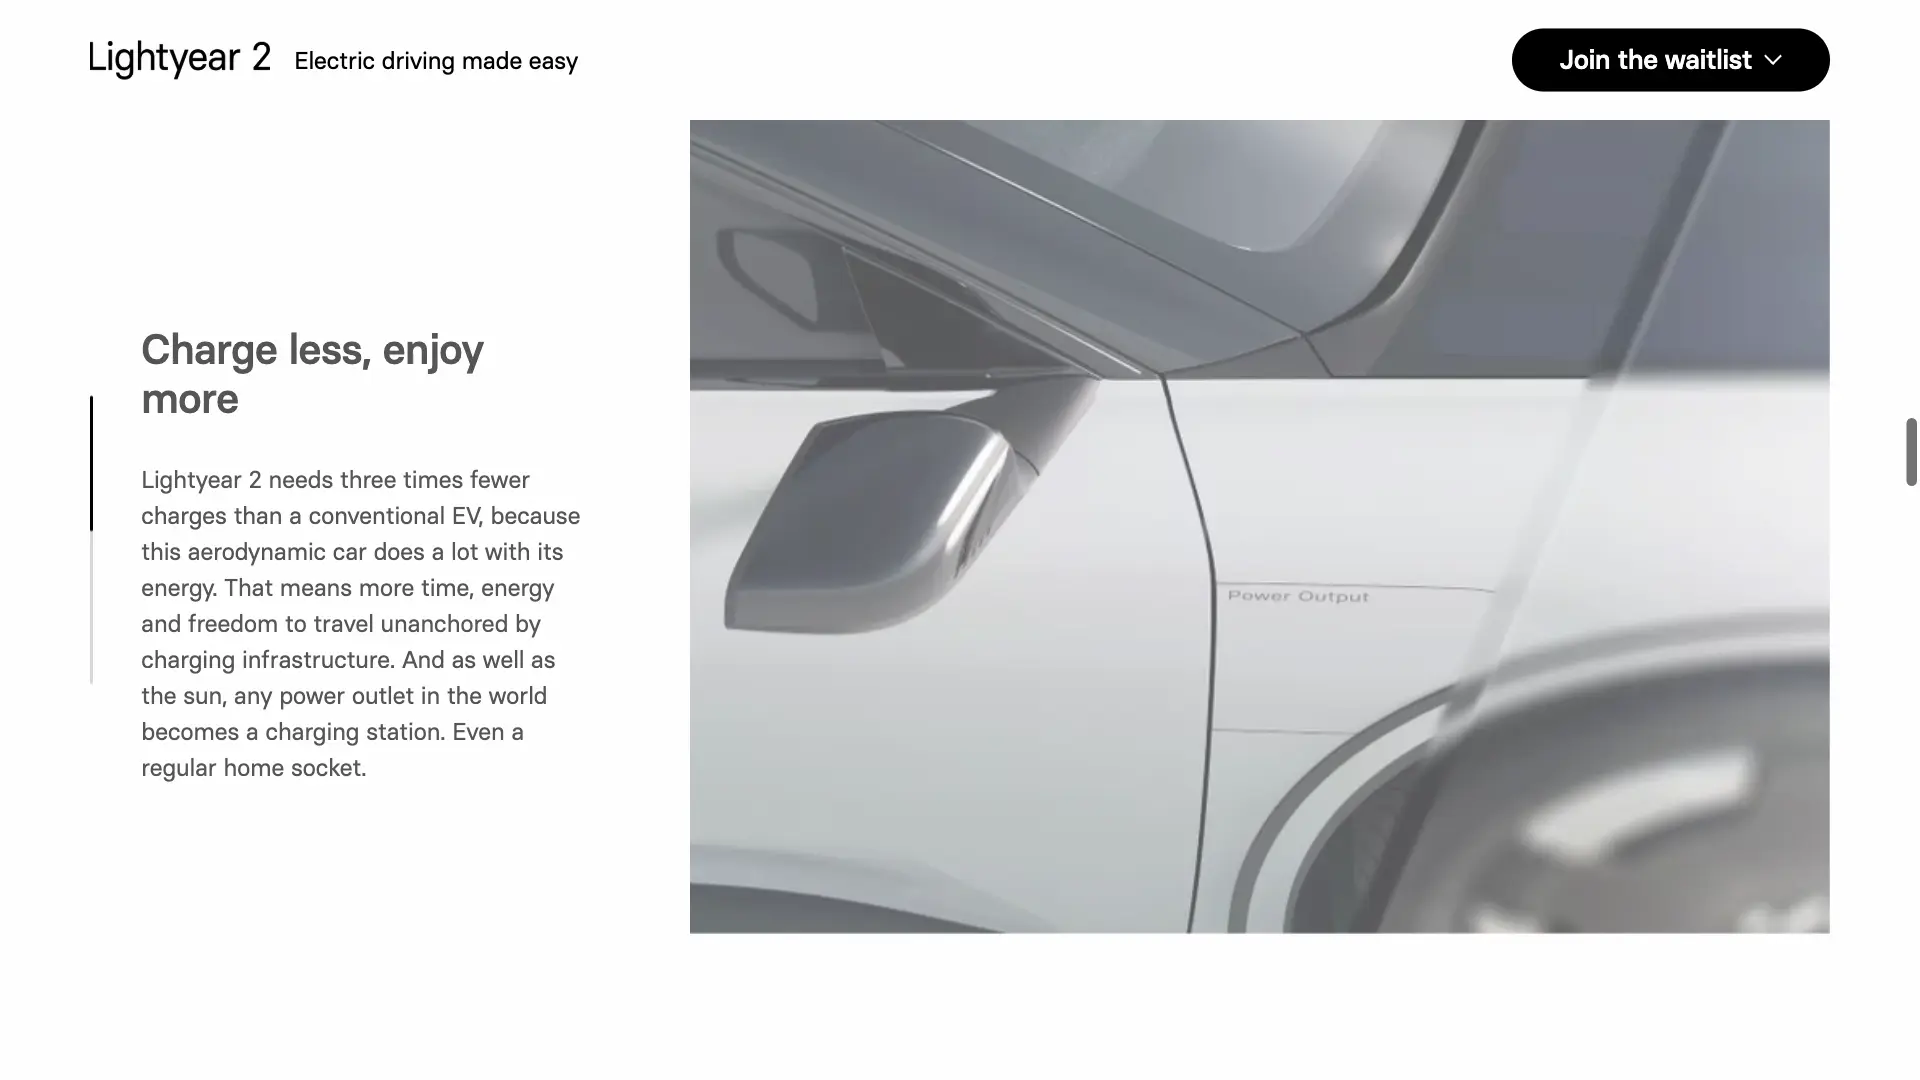 Lightyear 2 Electric driving made easy
Join the waitlist
Charge less, enjoy
more
Lightyear 2 needs three times fewer
charges than a conventional EV, because
this aerodynamic car does a lot with its
energy. That means more time, energy
and freedom to travel unanchored by
charging infrastructure. And as well as
the sun, any power outlet in the world
becomes a charging station. Even a
regular home socket.
Power Output